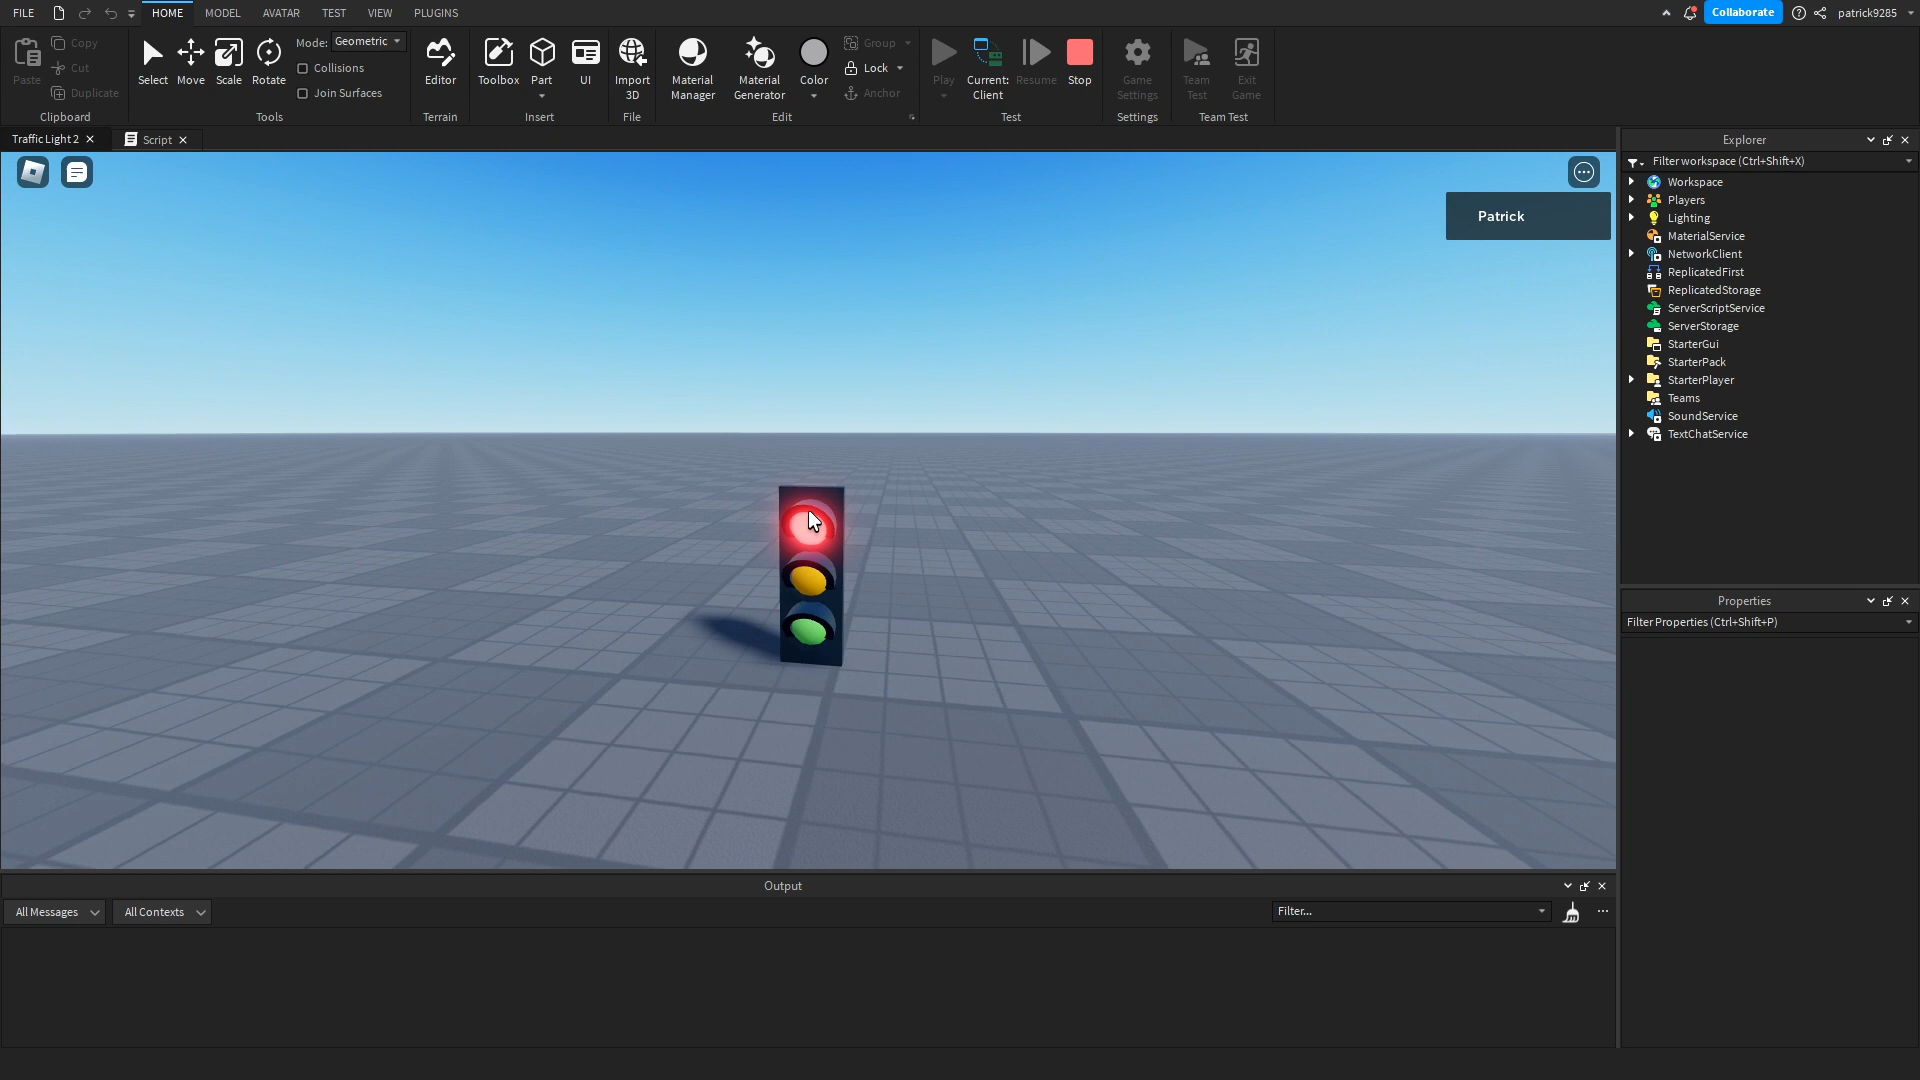 FILE HOME MODEL AVATAR TEST VIEW PLUGINS Collaborate patrick9285
Paste Copy Cut Duplicate
Clipboard
Select Move Scale Rotate
Mode: Geometric
Collisions
Join Surfaces
Tools
Editor
Terrain
Toolbox Part UI
Insert
Import
3D
File
Material
Manager
Material
Generator
Color
Group
Lock
Anchor
Edit
Play
Current:
Client
Resume
Stop
Test
Game
Settings
Settings
Team
Test
Exit
Game
Team Test
Traffic Light 2
Script
Patrick
Explorer
Filter workspace (Ctrl+Shift+X)
Workspace
Players
Lighting
MaterialService
NetworkClient
ReplicatedFirst
ReplicatedStorage
ServerScriptService
ServerStorage
StarterGui
StarterPack
StarterPlayer
Teams
SoundService
TextChatService
Properties
Filter Properties (Ctrl+Shift+P)
Output
All Messages All Contexts Filter...